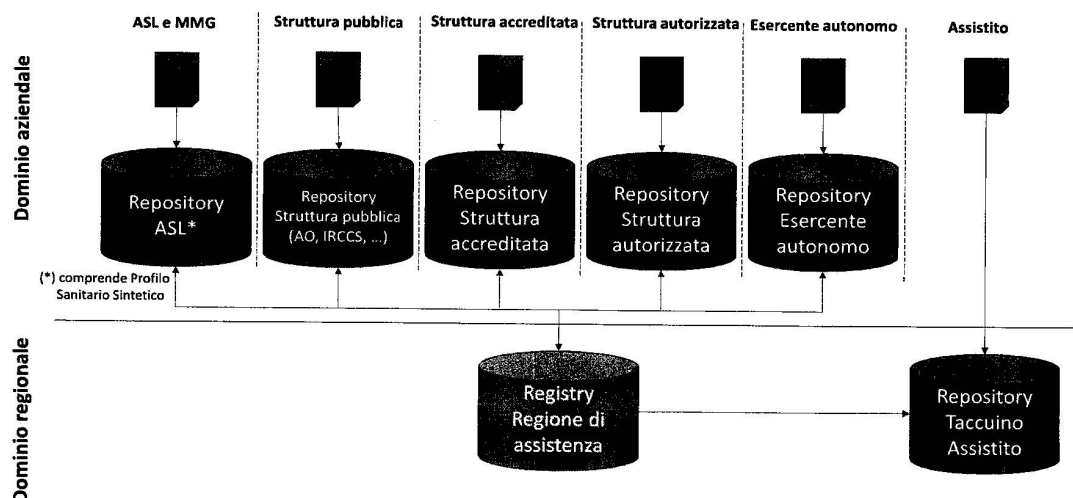 ASL e MMG
Struttura pubblica
Struttura accreditata
Struttura autorizzata
Esercente autonomo
Assistito
Dominio aziendale
Repository
ASL*
Repository
Struttura pubblica
(AO, IRCCS, ...)
Repository
Struttura
accreditata
Repository
Struttura
autorizzata
Repository
Esercente
autonomo
(*) comprende Profilo
Sanitario Sintetico
Dominio regionale
Registry
Regione di
assistenza
Repository
Taccuino
Assistito